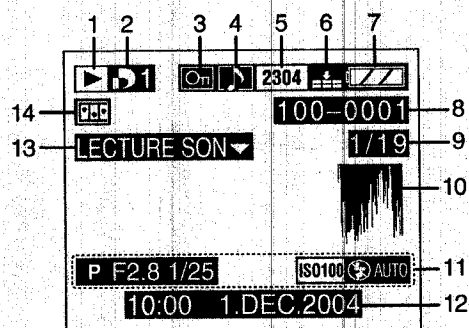 1 2 3 4 5 6 7
1 2304
14 100-0001 8
13 LECTURE SON 1/19 9
10
P F2.8 1/25 ISO100 AUTO 11
10:00 1.DEC.2004 12